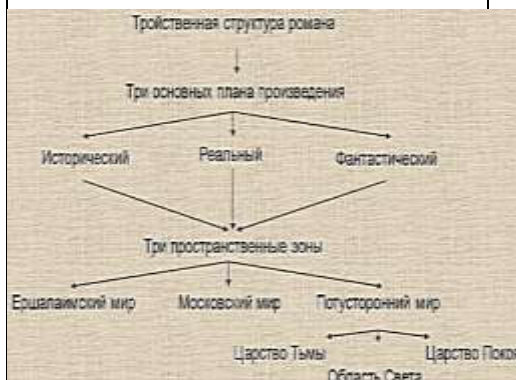 Тройственная структура романа
Три основных плана произведения
Исторический Реальный Фантастический
Три пространственные зоны
Ершалаимский мир Московский мир Потусторонний мир
Царство Тьмы Царство Покоя
Область Света